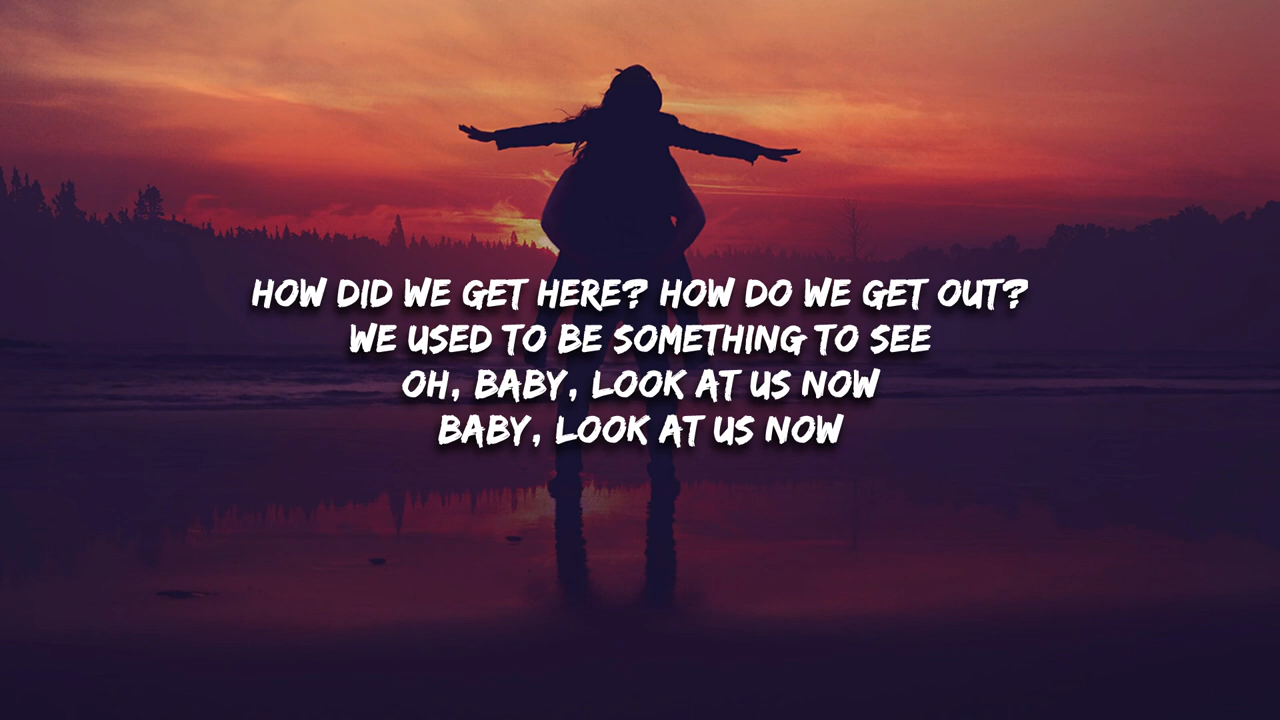 HOW DID WE GET HERE? HOW DO WE GET OUT?
WE USED TO BE SOMETHING TO SEE
OH, BABY, LOOK AT US NOW
BABY, LOOK AT US NOW